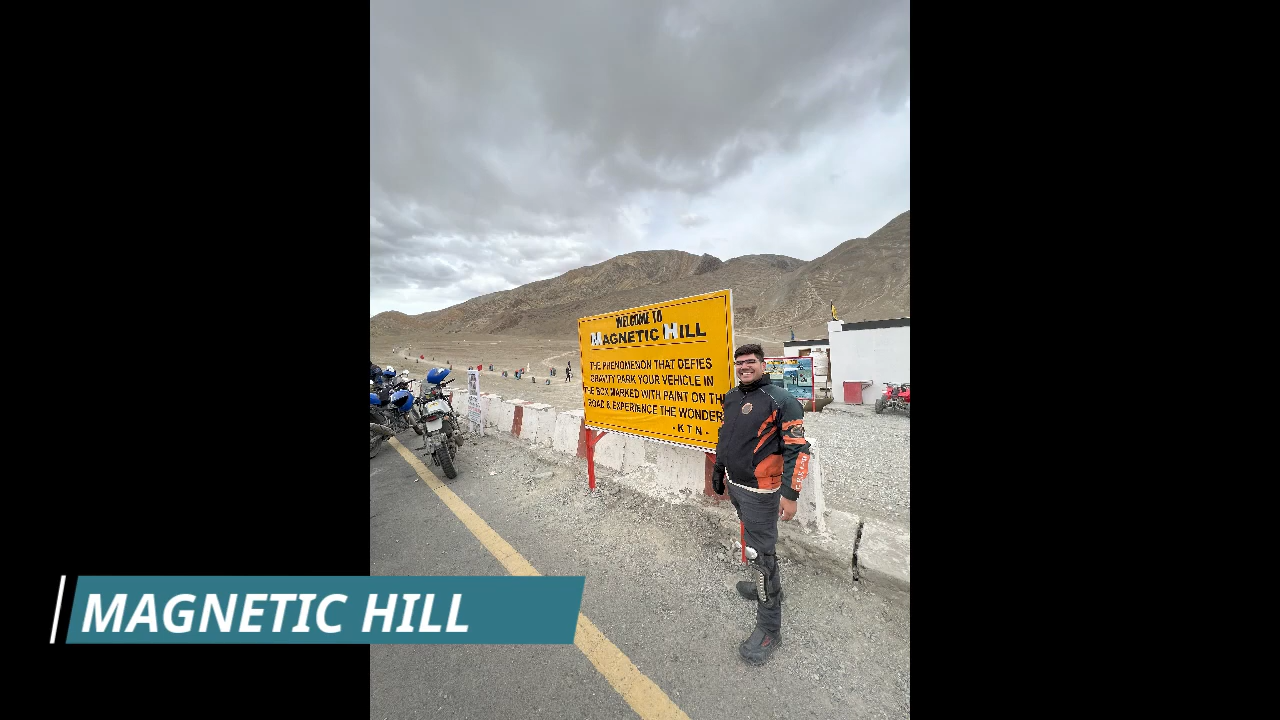 WELCOME TO
MAGNETIC HILL
THE PHENOMENON THAT DEFIES
GRAVITY PARK YOUR VEHICLE IN
THE BOX MARKED WITH PAINT ON THE
ROAD & EXPERIENCE THE WONDER
- K T N -
MAGNETIC HILL